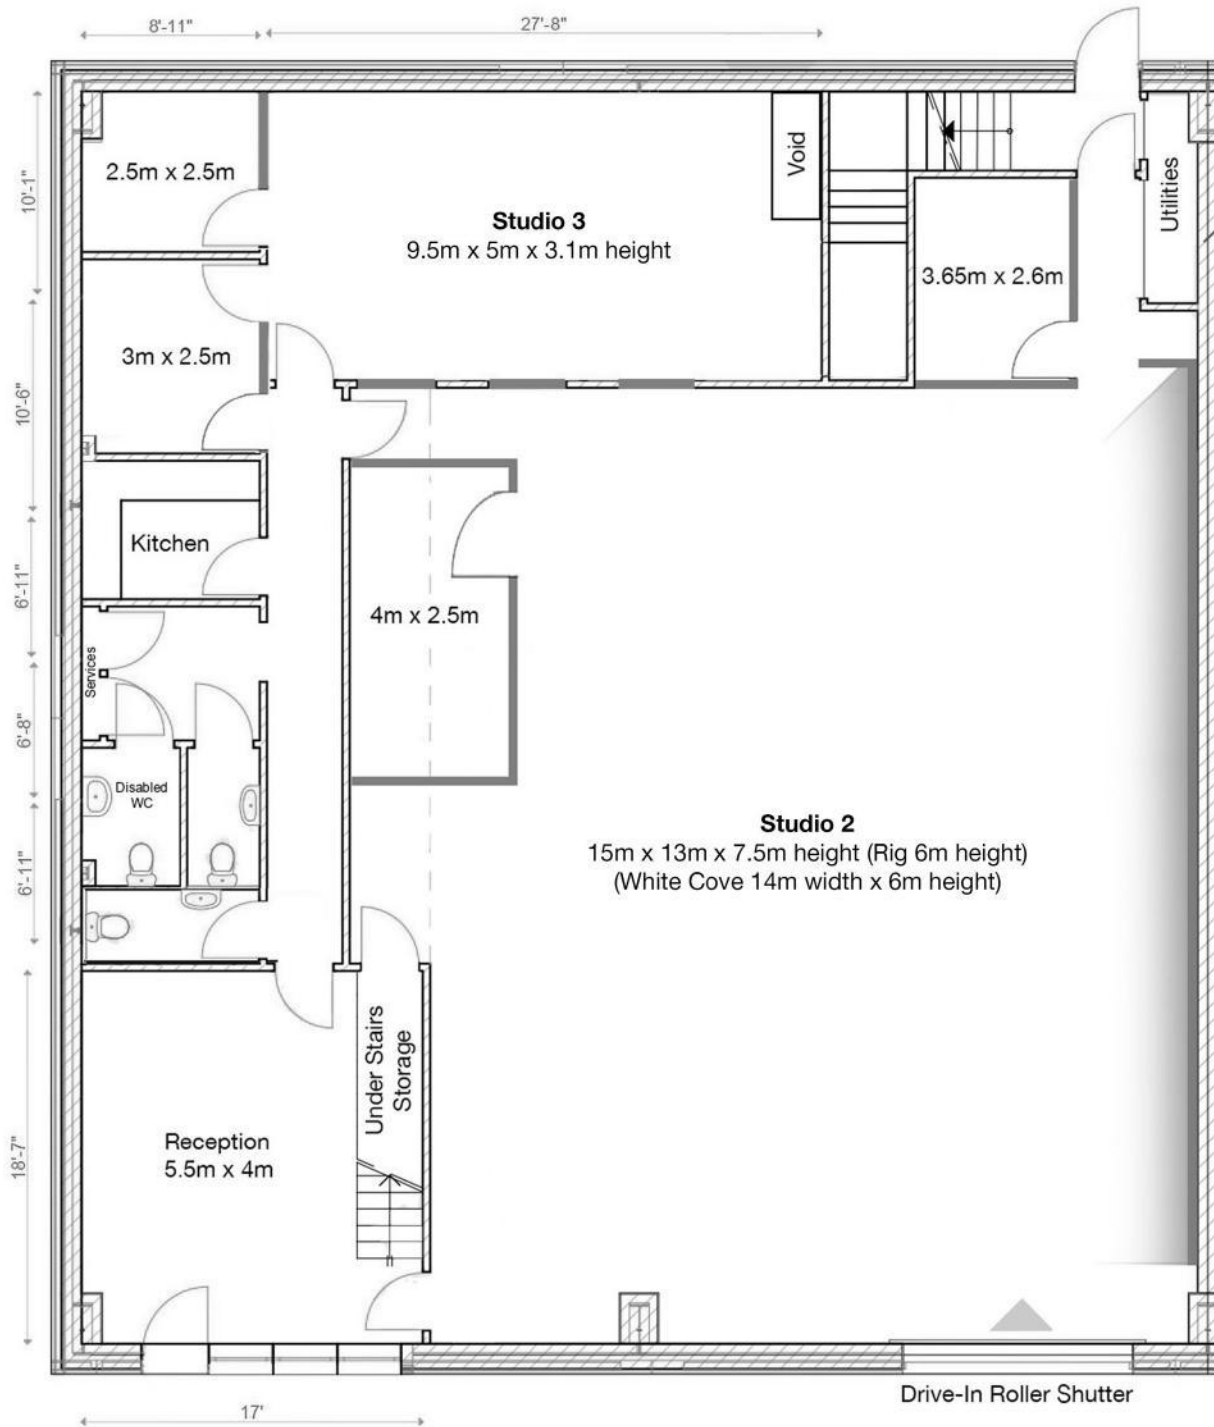 8'-11"
27'-8"
10'-1"
2.5m x 2.5m
Void
Utilities
Studio 3
9.5m x 5m x 3.1m height
3.65m x 2.6m
3m x 2.5m
10'-6"
Kitchen
6'-11"
4m x 2.5m
Services
6'-8"
Disabled
WC
Studio 2
15m x 13m x 7.5m height (Rig 6m height)
(White Cove 14m width x 6m height)
6'-11"
Under Stairs
Storage
Reception
5.5m x 4m
18'-7"
Drive-In Roller Shutter
17'